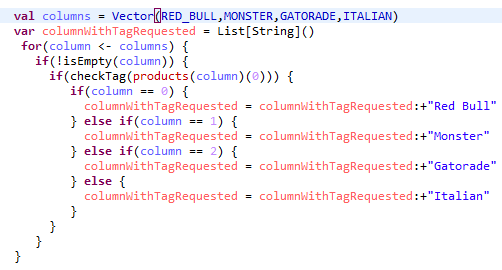 val columns = Vector(RED_BULL,MONSTER,GATORADE,ITALIAN)
var columnWithTagRequested = List[String]()
for(column <- columns) {
if(!isEmpty(column)) {
if(checkTag(products(column)(0))) {
if(column == 0) {
columnWithTagRequested = columnWithTagRequested:+"Red Bull"
} else if(column == 1) {
columnWithTagRequested = columnWithTagRequested:+"Monster"
} else if(column == 2) {
columnWithTagRequested = columnWithTagRequested:+"Gatorade"
} else {
columnWithTagRequested = columnWithTagRequested:+"Italian"
}
}
}
}